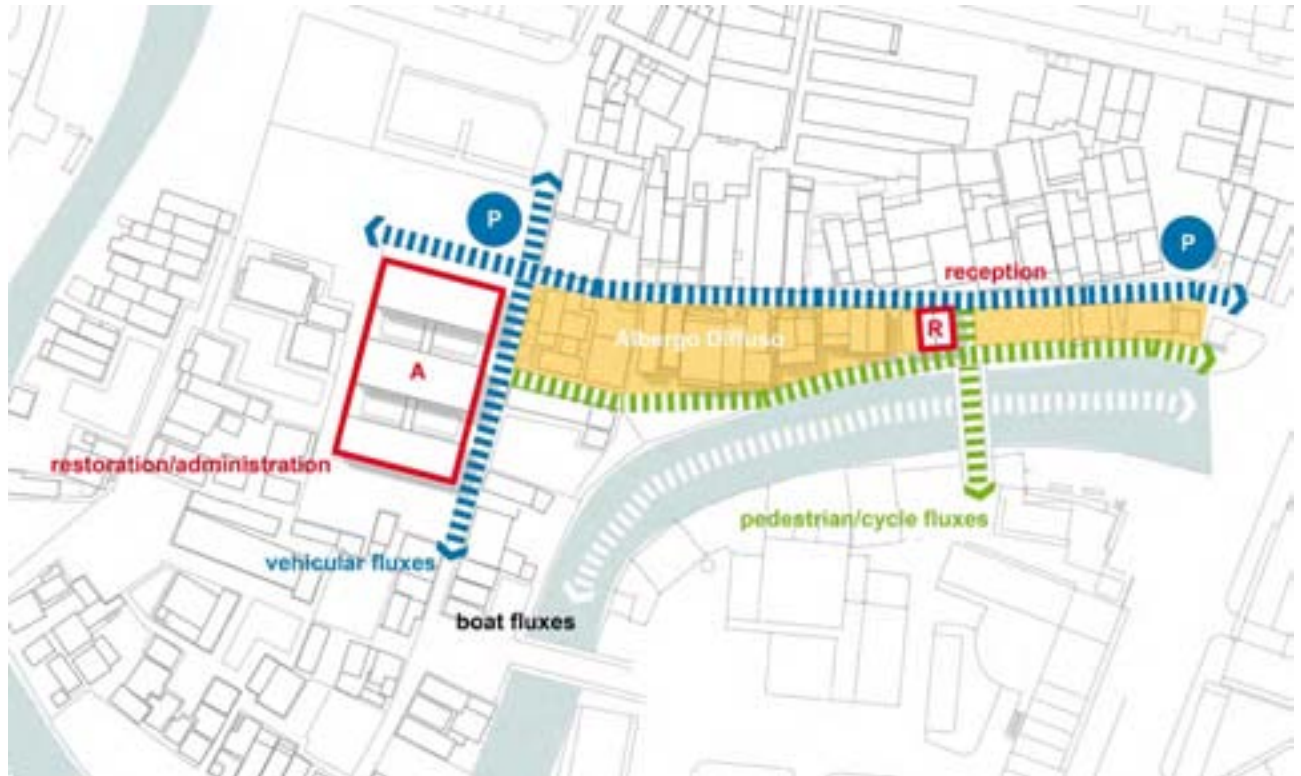 P
P
reception
Albergo Diffuso
R
A
restoration/administration
pedestrian/cycle fluxes
vehicular fluxes
boat fluxes